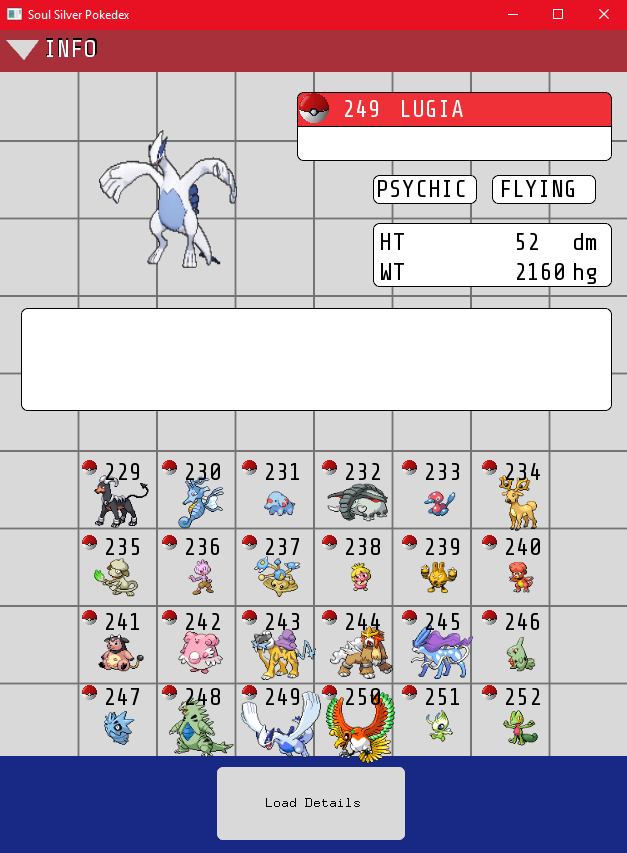 Soul Silver Pokedex
INFO
249 LUGIA
PSYCHIC FLYING
HT 52 dm
WT 2160 hg
229 230 231 232 233 234
235 236 237 238 239 240
241 242 243 244 245 246
247 248 249 250 251 252
Load Details